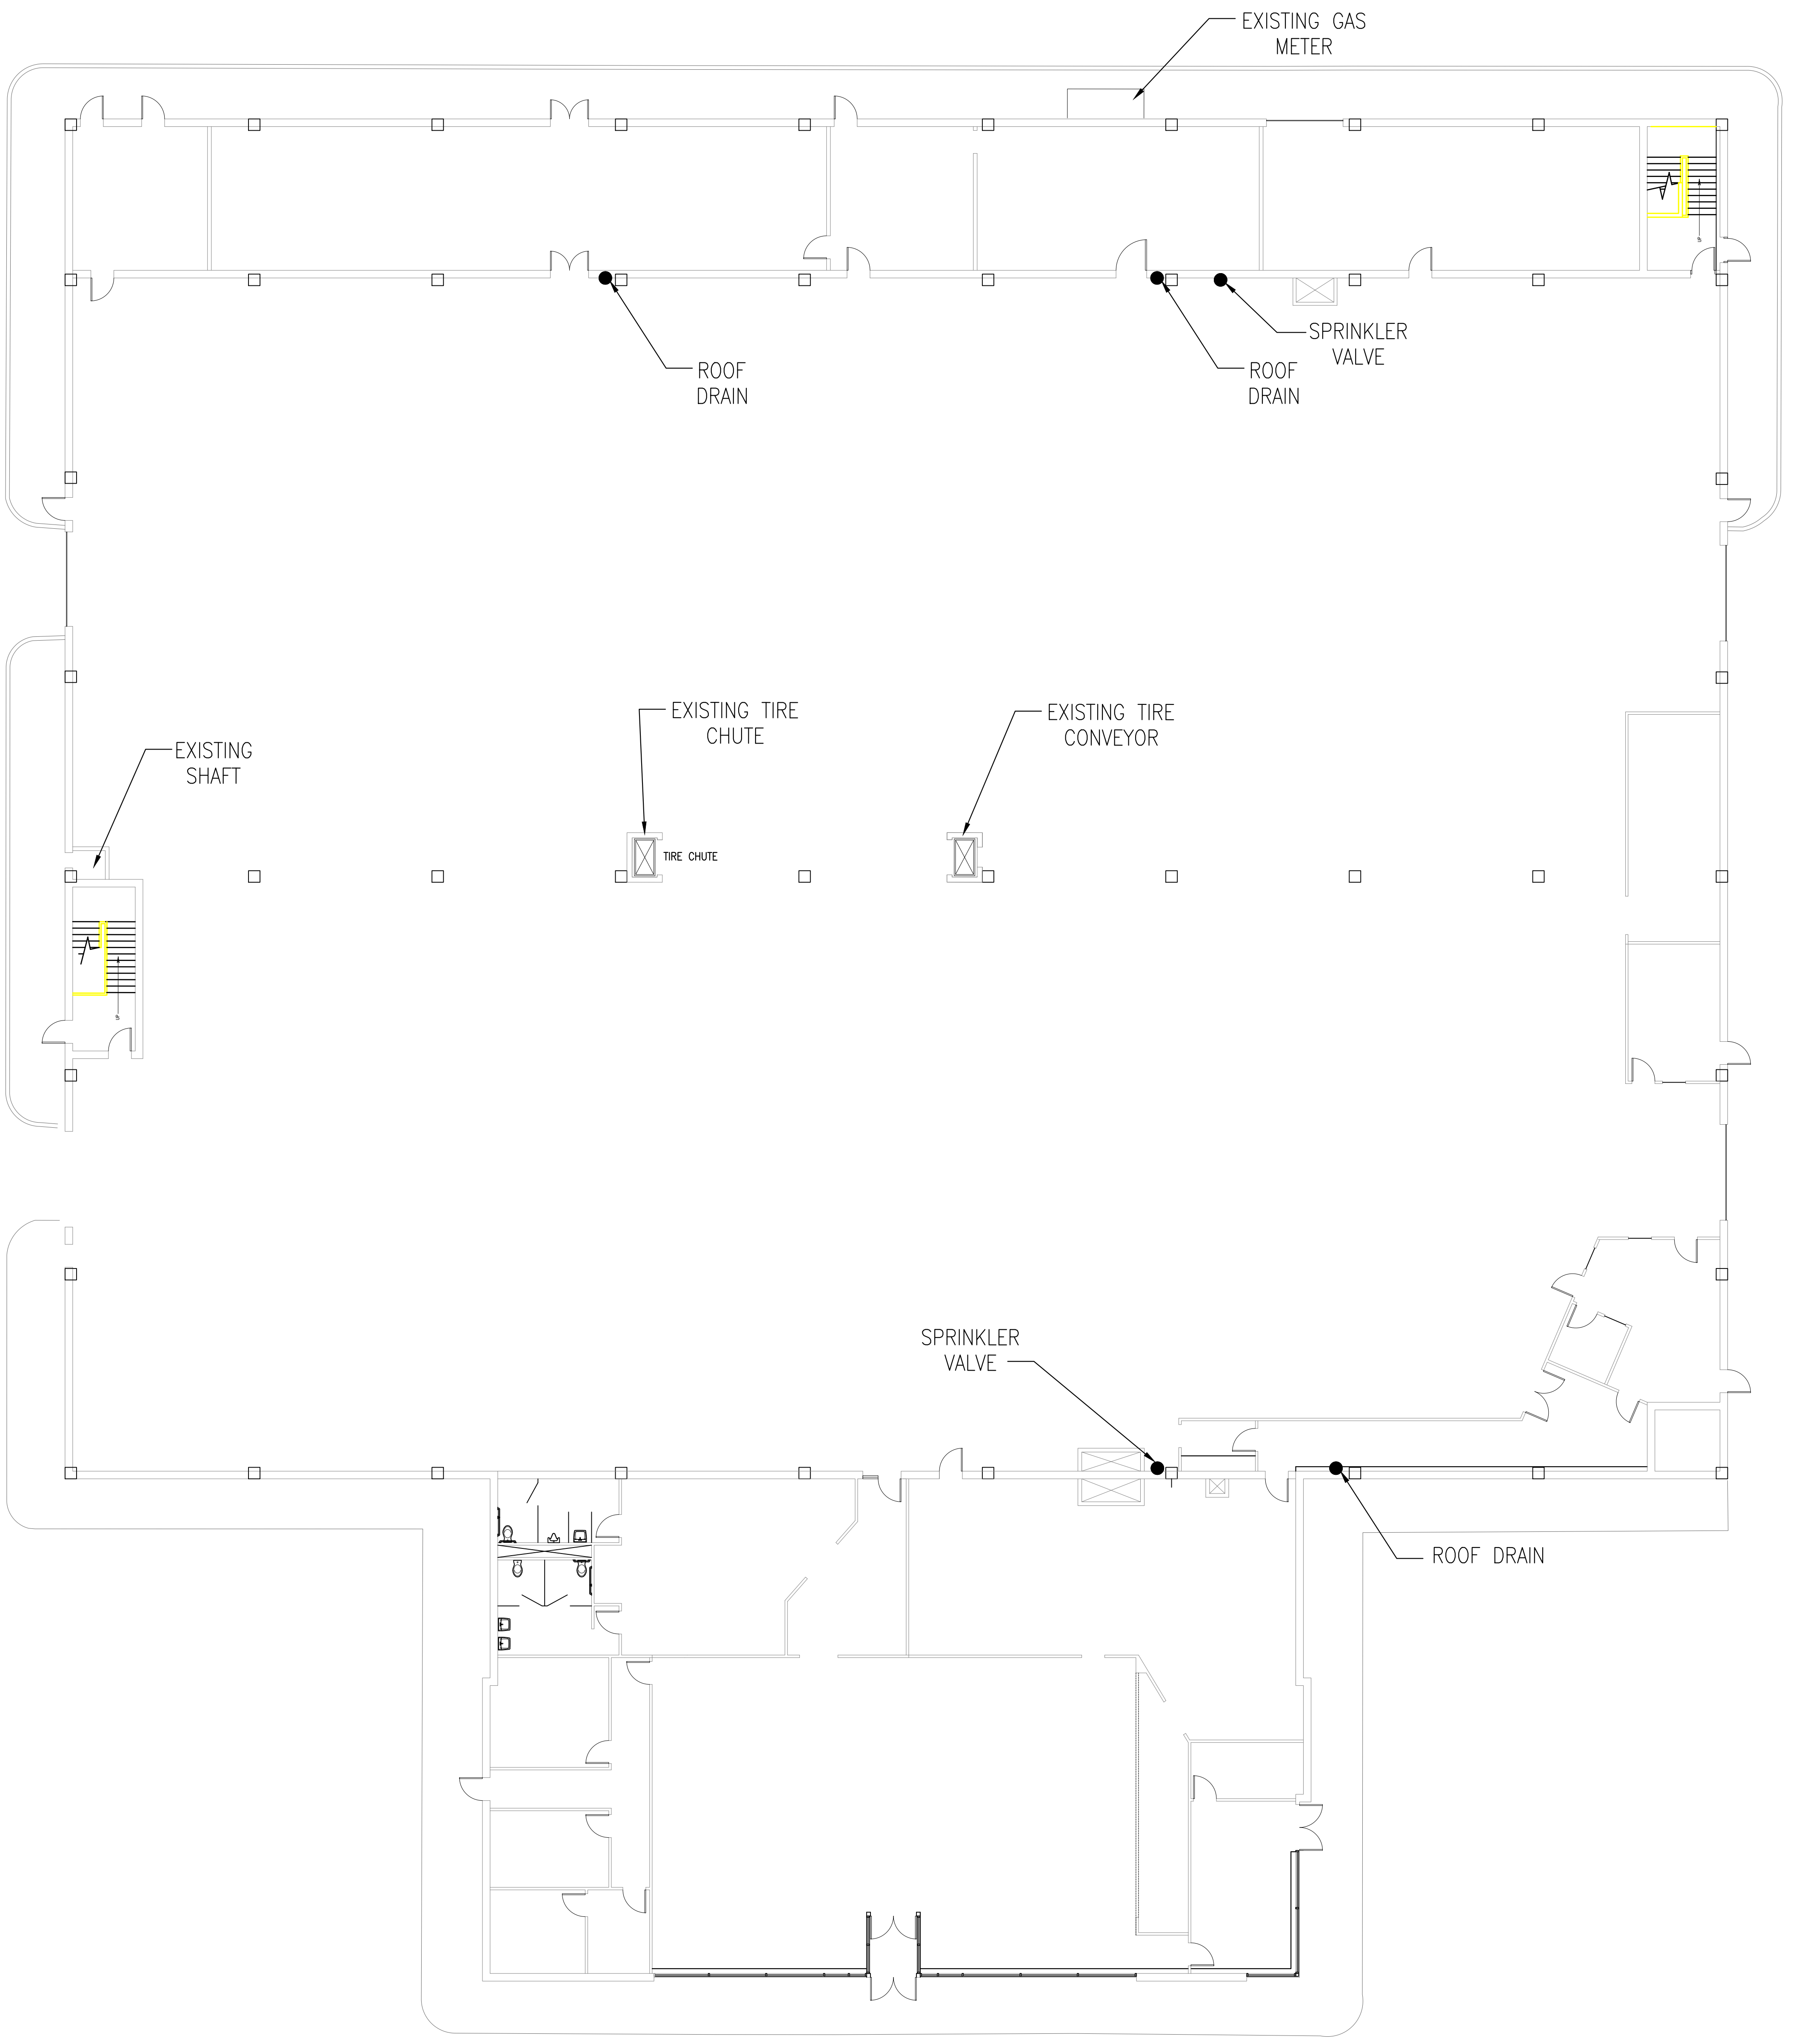 EXISTING GAS
METER
SPRINKLER
VALVE
ROOF
DRAIN
ROOF
DRAIN
EXISTING TIRE
CHUTE
EXISTING TIRE
CONVEYOR
EXISTING
SHAFT
TIRE CHUTE
SPRINKLER
VALVE
ROOF DRAIN